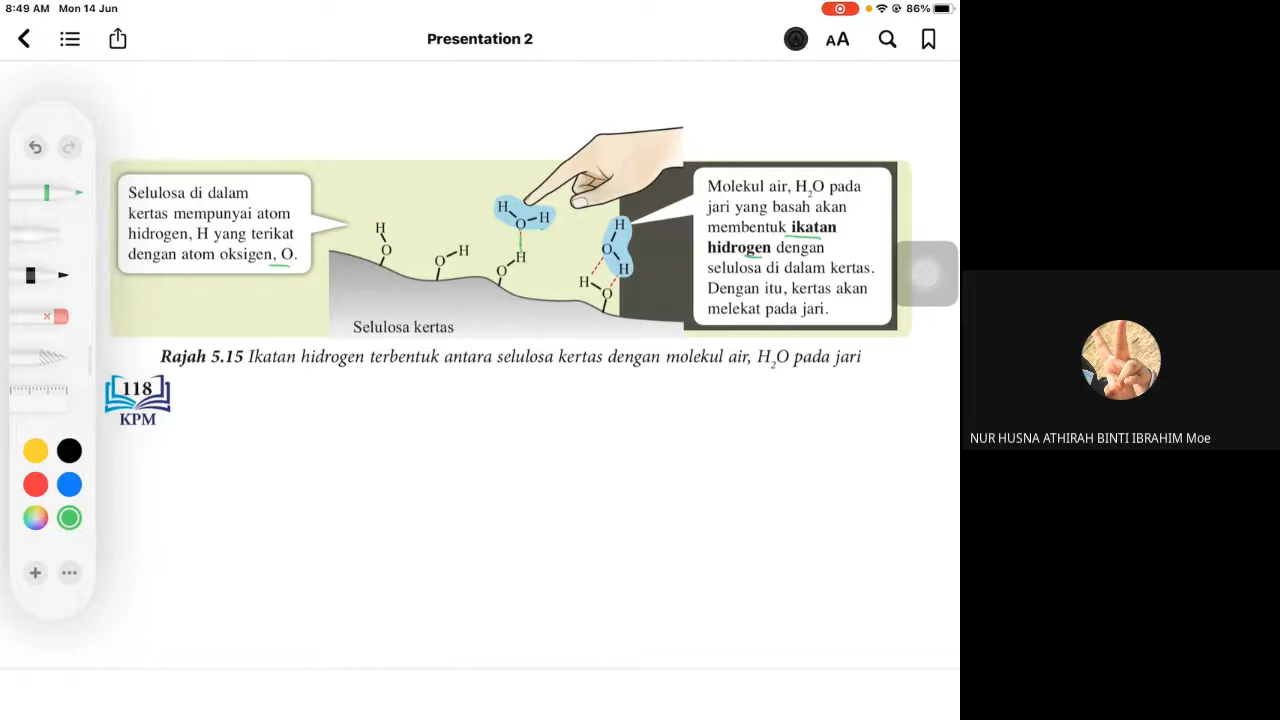 8:49 AM Mon 14 Jun
86%
Presentation 2
AA
Selulosa di dalam
kertas mempunyai atom
hidrogen, H yang terikat
dengan atom oksigen, O.
H
O
O H
H O H
O H
H
O
H
H
O
Molekul air, H₂O pada
jari yang basah akan
membentuk ikatan
hidrogen dengan
selulosa di dalam kertas.
Dengan itu, kertas akan
melekat pada jari.
Selulosa kertas
Rajah 5.15 Ikatan hidrogen terbentuk antara selulosa kertas dengan molekul air, H₂O pada jari
118
KPM
NUR HUSNA ATHIRAH BINTI IBRAHIM Moe